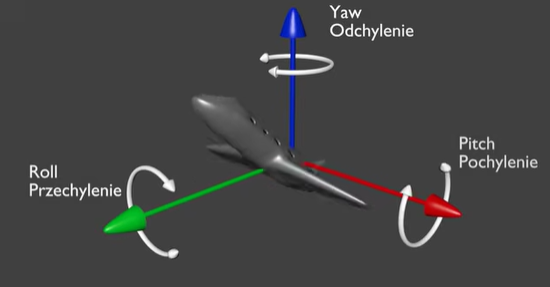 Yaw
Odchylenie
Pitch
Pochylenie
Roll
Przechylenie